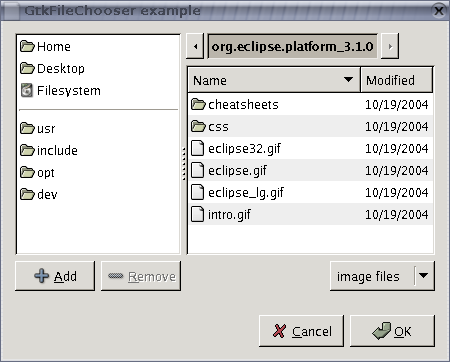 GtkFileChooser example
Home
Desktop
Filesystem
usr
include
opt
dev
org.eclipse.platform_3.1.0
Name Modified
cheatsheets 10/19/2004
css 10/19/2004
eclipse32.gif 10/19/2004
eclipse.gif 10/19/2004
eclipse_lg.gif 10/19/2004
intro.gif 10/19/2004
Add Remove image files
Cancel OK